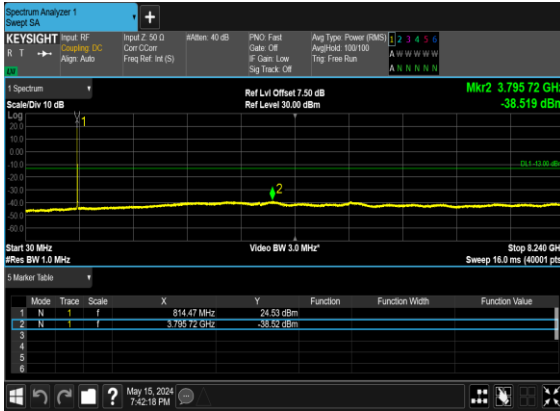 Spectrum Analyzer 1
Swept SA
+
KEYSIGHT Input: RF Input Z: 50 Ω #Atten: 40 dB PNO: Fast Avg Type: Power (RMS) 1 2 3 4 5 6
R T Coupling: DC Corr CCorr Gate: Off Avg|Hold: 100/100 A W W W W W
Align: Auto Freq Ref: Int (S) IF Gain: Low Trig: Free Run
Sig Track: Off A N N N N N
1 Spectrum
Scale/Div 10 dB
Ref Lvl Offset 7.50 dB
Ref Level 30.00 dBm
Mkr2 3.795 72 GHz
-38.519 dBm
Log
20.0
10.0
0.00
-10.0
-20.0
-30.0
-40.0
-50.0
-60.0
1
2
DL1 -13.00 dBm
Start 30 MHz Video BW 3.0 MHz* Stop 8.240 GHz
#Res BW 1.0 MHz Sweep 16.0 ms (40001 pts)
5 Marker Table
Mode Trace Scale X Y Function Function Width Function Value
1 N 1 f 814.47 MHz 24.53 dBm
2 N 1 f 3.795 72 GHz -38.52 dBm
3
4
5
6
?
May 15, 2024
7:42:18 PM